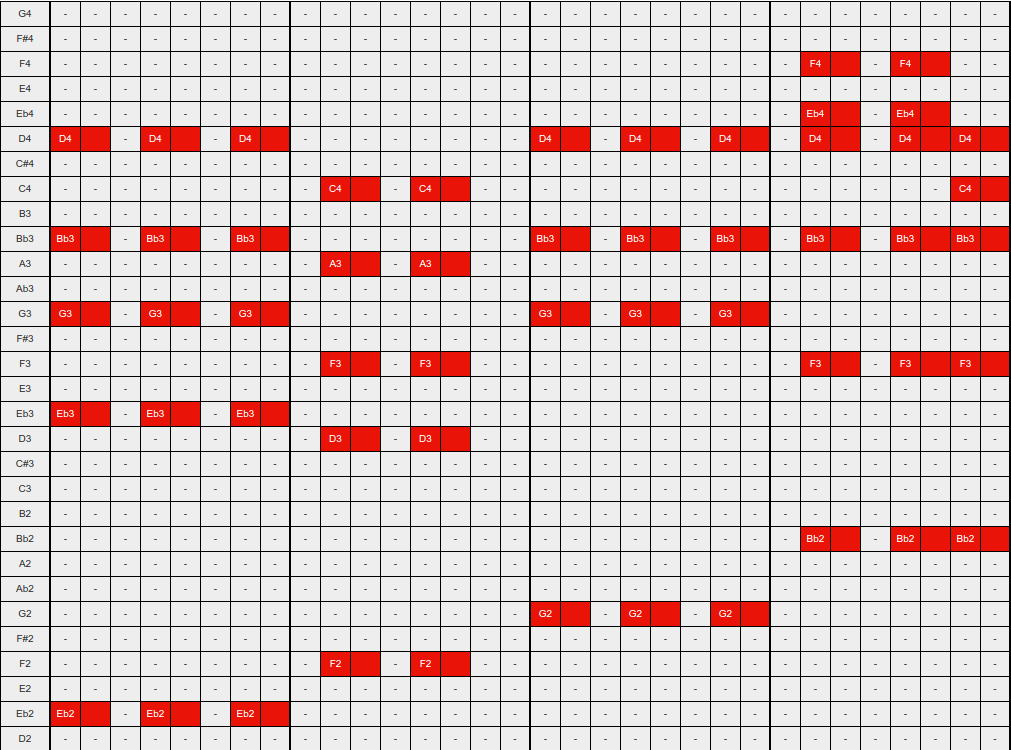 G4 - - - - - - - - - - - - - - - - - - - - - - - - - - - - - - - -
F#4 - - - - - - - - - - - - - - - - - - - - - - - - - - - - - - - -
F4 - - - - - - - - - - - - - - - - - - - - - - - - - F4 - F4 - -
E4 - - - - - - - - - - - - - - - - - - - - - - - - - - - - - - - -
Eb4 - - - - - - - - - - - - - - - - - - - - - - - - - Eb4 - Eb4 - -
D4 D4 - D4 - D4 - - - - - - - - D4 - D4 - D4 - D4 - D4 D4
C#4 - - - - - - - - - - - - - - - - - - - - - - - - - - - - - - - -
C4 - - - - - - - - - C4 - C4 - - - - - - - - - - - - - - - - C4
B3 - - - - - - - - - - - - - - - - - - - - - - - - - - - - - - - -
Bb3 Bb3 - Bb3 - Bb3 - - - - - - - - Bb3 - Bb3 - Bb3 - Bb3 - Bb3 Bb3
A3 - - - - - - - - - A3 - A3 - - - - - - - - - - - - - - - - - -
Ab3 - - - - - - - - - - - - - - - - - - - - - - - - - - - - - - - -
G3 G3 - G3 - G3 - - - - - - - - G3 - G3 - G3 - - - - - - - -
F#3 - - - - - - - - - - - - - - - - - - - - - - - - - - - - - - - -
F3 - - - - - - - - - F3 - F3 - - - - - - - - - - - F3 - F3 F3
E3 - - - - - - - - - - - - - - - - - - - - - - - - - - - - - - - -
Eb3 Eb3 - Eb3 - Eb3 - - - - - - - - - - - - - - - - - - - - - - - -
D3 - - - - - - - - - D3 - D3 - - - - - - - - - - - - - - - - - -
C#3 - - - - - - - - - - - - - - - - - - - - - - - - - - - - - - - -
C3 - - - - - - - - - - - - - - - - - - - - - - - - - - - - - - - -
B2 - - - - - - - - - - - - - - - - - - - - - - - - - - - - - - - -
Bb2 - - - - - - - - - - - - - - - - - - - - - - - - - Bb2 - Bb2 Bb2
A2 - - - - - - - - - - - - - - - - - - - - - - - - - - - - - - - -
Ab2 - - - - - - - - - - - - - - - - - - - - - - - - - - - - - - - -
G2 - - - - - - - - - - - - - - - - G2 - G2 - G2 - - - - - - - -
F#2 - - - - - - - - - - - - - - - - - - - - - - - - - - - - - - - -
F2 - - - - - - - - - F2 - F2 - - - - - - - - - - - - - - - - - -
E2 - - - - - - - - - - - - - - - - - - - - - - - - - - - - - - - -
Eb2 Eb2 - Eb2 - Eb2 - - - - - - - - - - - - - - - - - - - - - - - -
D2 - - - - - - - - - - - - - - - - - - - - - - - - - - - - - - - -